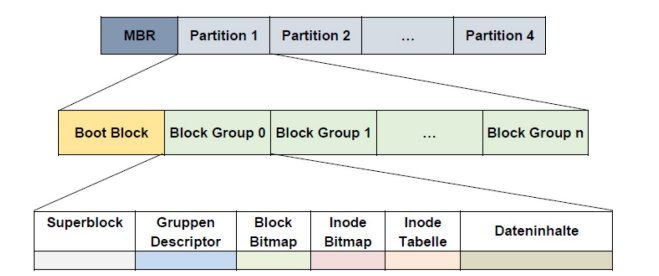 MBR Partition 1 Partition 2 ... Partition 4
Boot Block Block Group 0 Block Group 1 ... Block Group n
Superblock Gruppen Descriptor Block Bitmap Inode Bitmap Inode Tabelle Dateninhalte